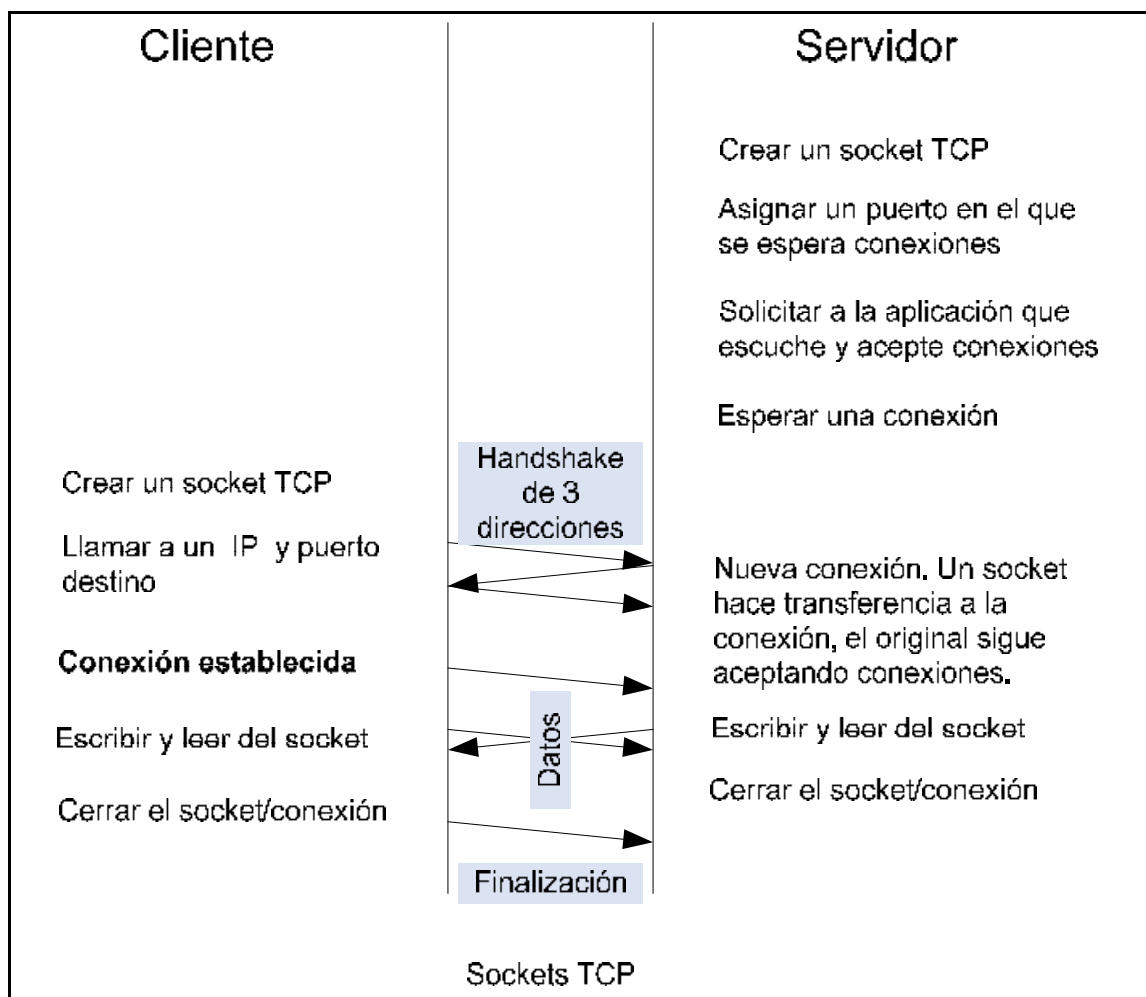 Cliente
Servidor
Crear un socket TCP
Asignar un puerto en el que
se espera conexiones
Solicitar a la aplicación que
escuche y acepte conexiones
Esperar una conexión
Handshake
de 3
direcciones
Crear un socket TCP
Llamar a un IP y puerto
destino
Nueva conexión. Un socket
hace transferencia a la
conexión, el original sigue
aceptando conexiones.
Conexión establecida
Datos
Escribir y leer del socket
Escribir y leer del socket
Cerrar el socket/conexión
Cerrar el socket/conexión
Finalización
Sockets TCP